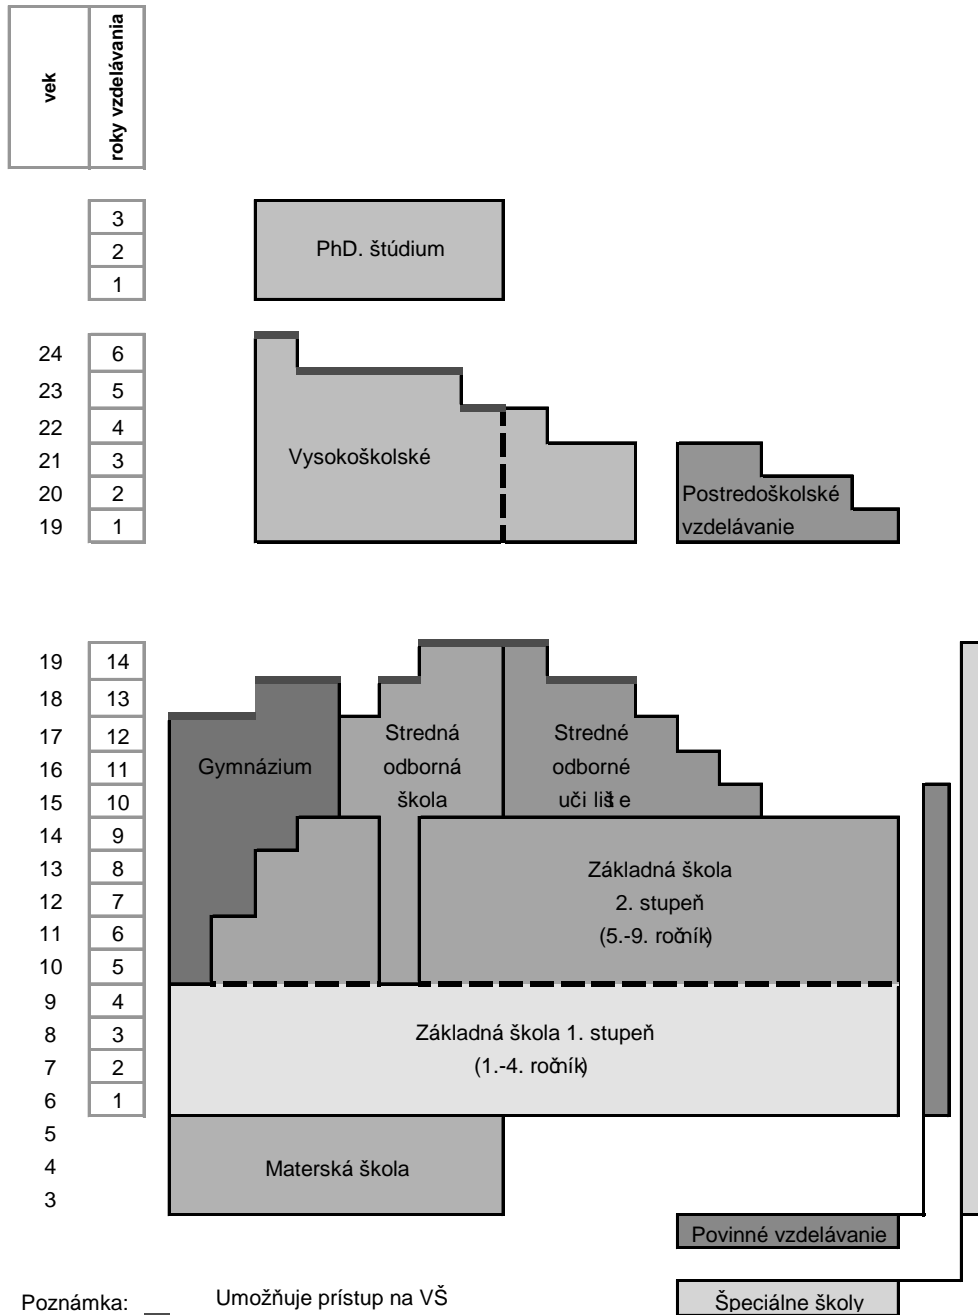 vek
roky vzdelávania
3
2
1
PhD. štúdium
24 6
23 5
22 4
21 3
20 2
19 1
Vysokoškolské
Postredoškolské
vzdelávanie
19 14
18 13
17 12
16 11
15 10
14 9
13 8
12 7
11 6
10 5
9 4
8 3
7 2
6 1
5
4
3
Gymnázium
Stredná
odborná
škola
Stredné
odborné
uči lišt e
Základná škola
2. stupeň
(5.-9. ročník)
Základná škola 1. stupeň
(1.-4. ročník)
Materská škola
Povinné vzdelávanie
Špeciálne školy
Poznámka: Umožňuje prístup na VŠ